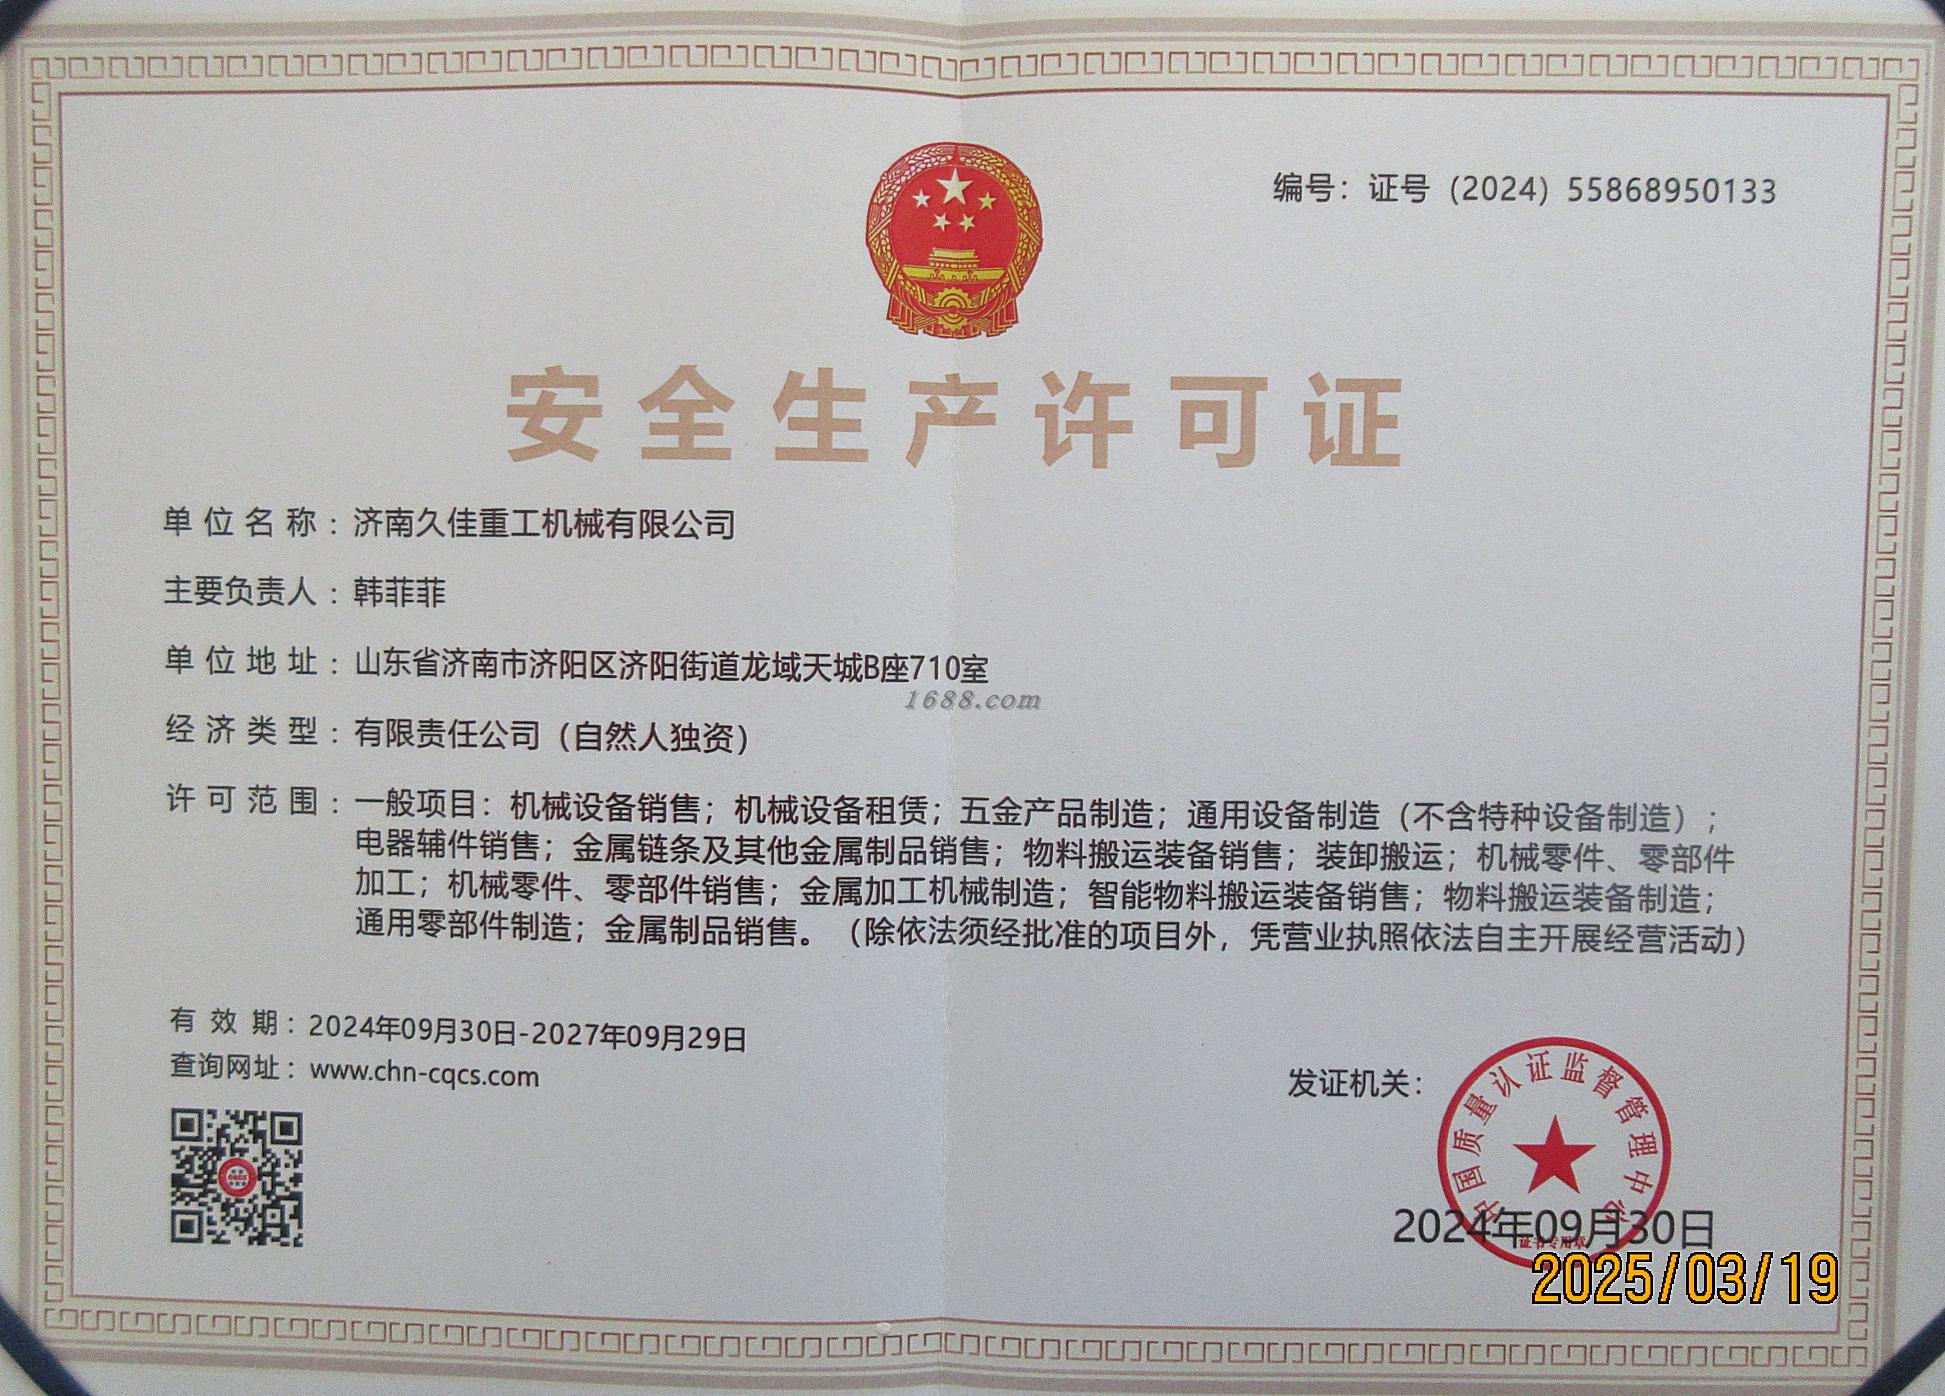 编号：证号（2024）55868950133
安全生产许可证
单位名称：济南久佳重工机械有限公司
主要负责人：韩菲菲
单位地址：山东省济南市济阳区济阳街道龙域天城B座710室
1688.com
经济类型：有限责任公司（自然人独资）
许可范围：一般项目：机械设备销售；机械设备租赁；五金产品制造；通用设备制造（不含特种设备制造）；
电器辅件销售；金属链条及其他金属制品销售；物料搬运装备销售；装卸搬运；机械零件、零部件
加工；机械零件、零部件销售；金属加工机械制造；智能物料搬运装备销售；物料搬运装备制造；
通用零部件制造；金属制品销售。（除依法须经批准的项目外，凭营业执照依法自主开展经营活动）
有效期：2024年09月30日-2027年09月29日
查询网址：www.chn-cqcs.com
发证机关：
中国质量认证监督管理中心
2024年09月30日
证书专用章
2025/03/19